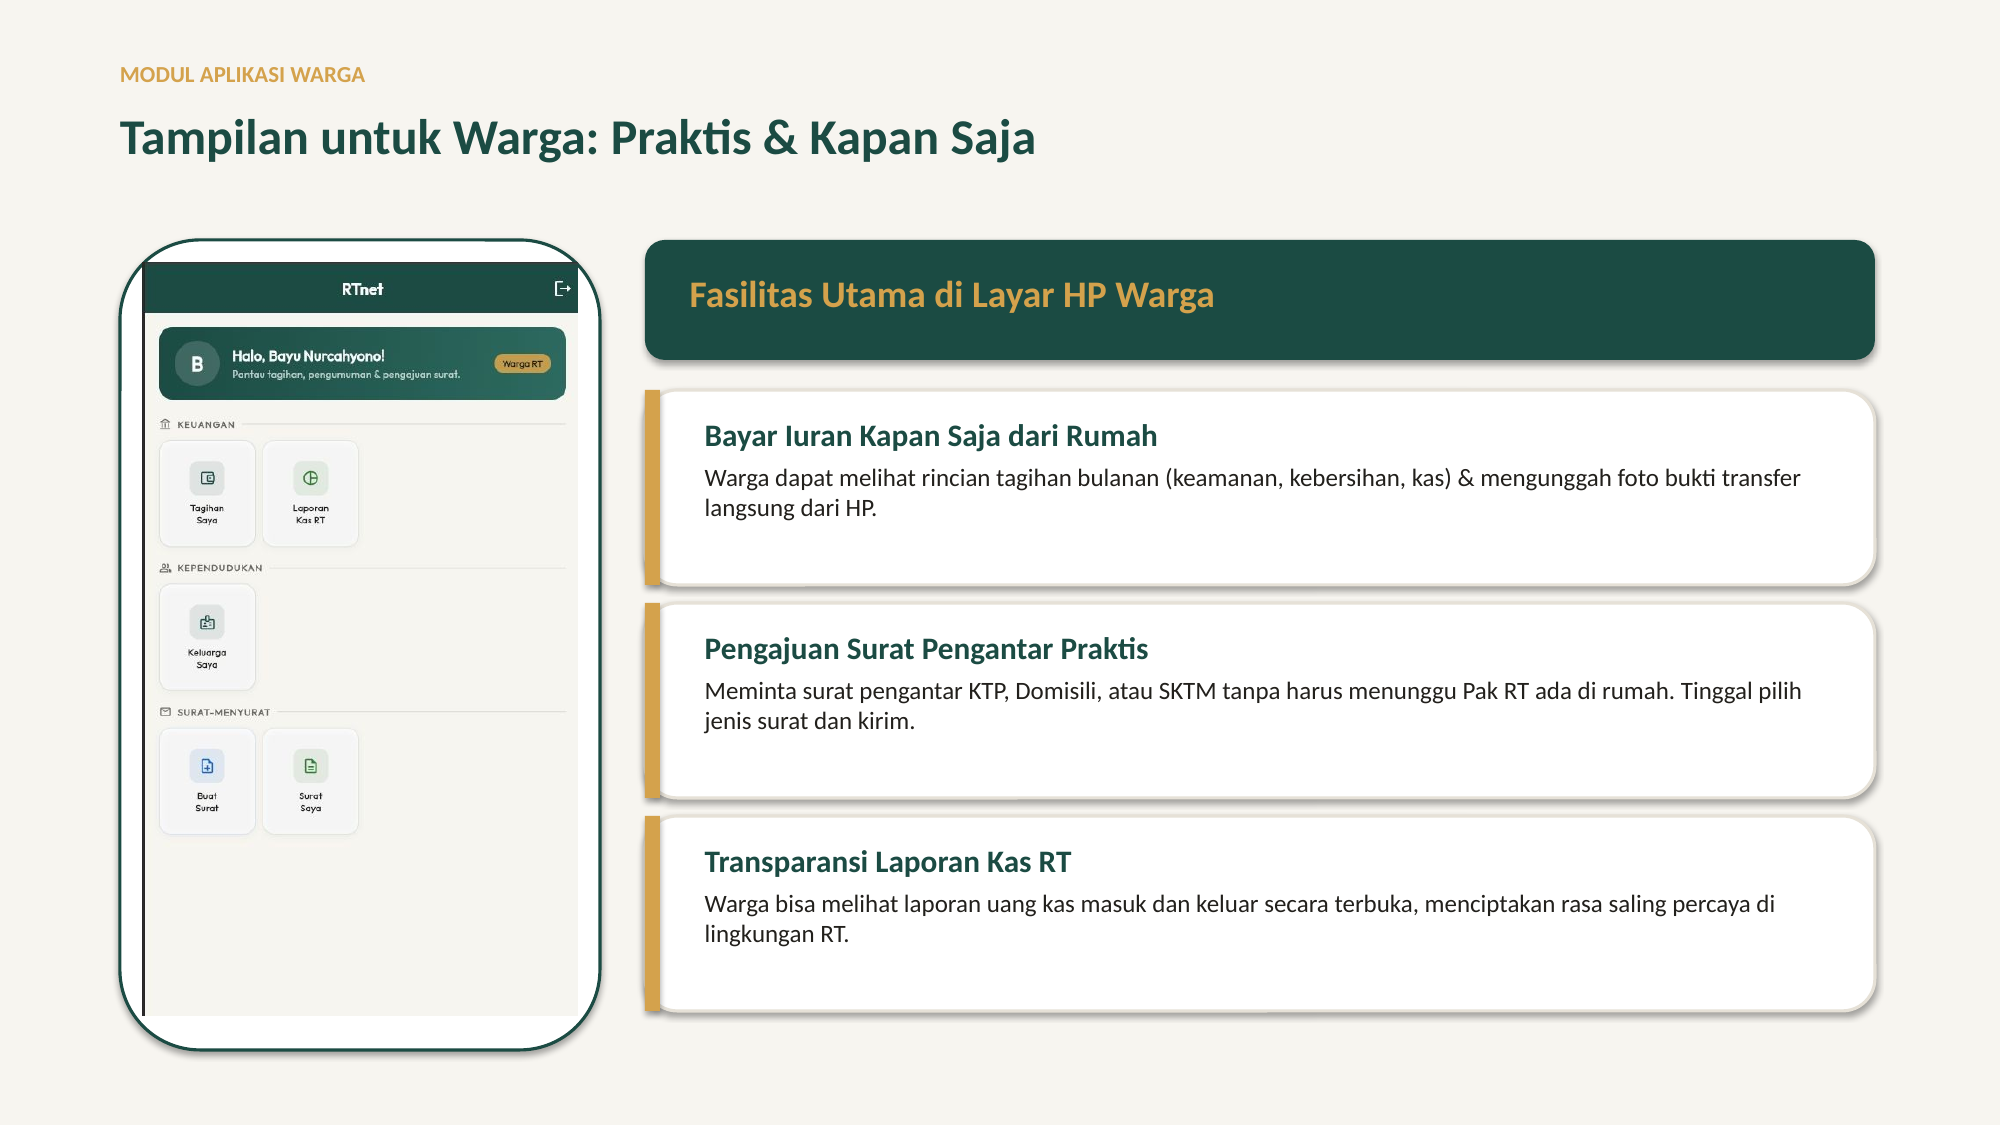 MODUL APLIKASI WARGA
Tampilan untuk Warga: Praktis & Kapan Saja
RTnet
B
Halo, Bayu Nurcahyono!
Pantau tagihan, pengumuman & pengajuan surat.
Warga RT
KEUANGAN
Tagihan
Saya
Laporan
Kas RT
KEPENDUDUKAN
Keluarga
Saya
SURAT-MENYURAT
Buat
Surat
Surat
Saya
Fasilitas Utama di Layar HP Warga
Bayar Iuran Kapan Saja dari Rumah
Warga dapat melihat rincian tagihan bulanan (keamanan, kebersihan, kas) & mengunggah foto bukti transfer
langsung dari HP.
Pengajuan Surat Pengantar Praktis
Meminta surat pengantar KTP, Domisili, atau SKTM tanpa harus menunggu Pak RT ada di rumah. Tinggal pilih
jenis surat dan kirim.
Transparansi Laporan Kas RT
Warga bisa melihat laporan uang kas masuk dan keluar secara terbuka, menciptakan rasa saling percaya di
lingkungan RT.